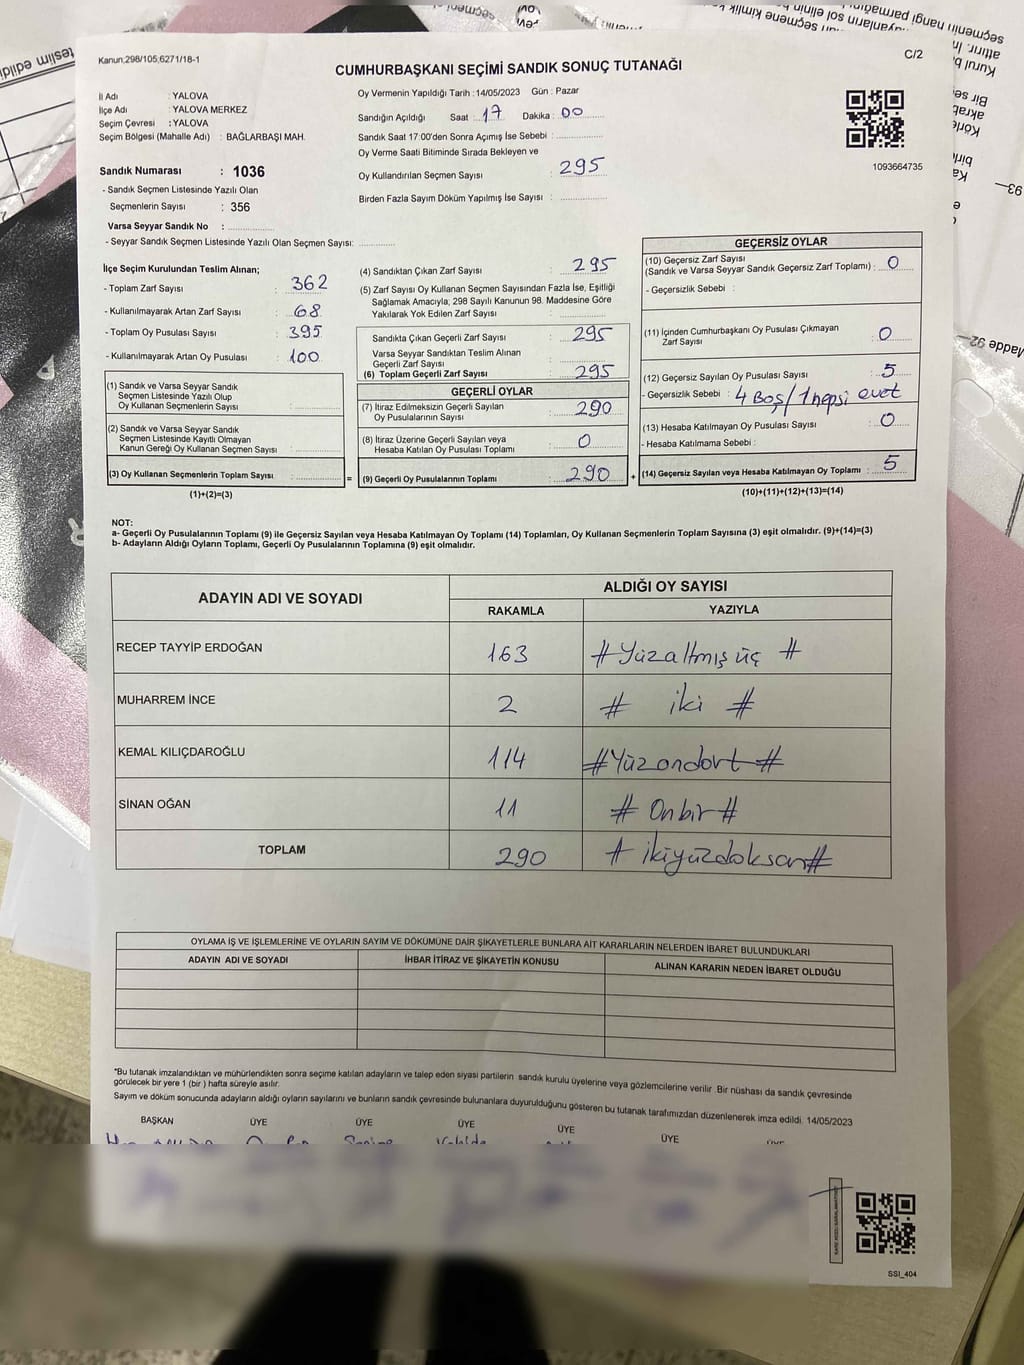 Kanun;298/105;6271/18-1
C/2
CUMHURBAŞKANI SEÇİMİ SANDIK SONUÇ TUTANAĞI
İl Adı : YALOVA
İlçe Adı : YALOVA MERKEZ
Seçim Çevresi : YALOVA
Seçim Bölgesi (Mahalle Adı) : BAĞLARBAŞI MAH.
Sandık Numarası : 1036
- Sandık Seçmen Listesinde Yazılı Olan
Seçmenlerin Sayısı : 356
Varsa Seyyar Sandık No :
- Seyyar Sandık Seçmen Listesinde Yazılı Olan Seçmen Sayısı:
Oy Vermenin Yapıldığı Tarih : 14/05/2023 Gün : Pazar
Sandığın Açıldığı Saat : 17 Dakika : 00
Sandık Saat 17:00'den Sonra Açımış İse Sebebi :
Oy Verme Saati Bitiminde Sırada Bekleyen ve
Oy Kullandırılan Seçmen Sayısı : 295
Birden Fazla Sayım Döküm Yapılmış İse Sayısı :
1093664735
İlçe Seçim Kurulundan Teslim Alınan;
- Toplam Zarf Sayısı : 362
- Kullanılmayarak Artan Zarf Sayısı : 68
- Toplam Oy Pusulası Sayısı : 395
- Kullanılmayarak Artan Oy Pusulası : 100
(1) Sandık ve Varsa Seyyar Sandık
Seçmen Listesinde Yazılı Olup
Oy Kullanan Seçmenlerin Sayısı :
(2) Sandık ve Varsa Seyyar Sandık
Seçmen Listesinde Kayıtlı Olmayan
Kanun Gereği Oy Kullanan Seçmen Sayısı :
(3) Oy Kullanan Seçmenlerin Toplam Sayısı :
(1)+(2)=(3)
(4) Sandıktan Çıkan Zarf Sayısı : 295
(5) Zarf Sayısı Oy Kullanan Seçmen Sayısından Fazla İse, Eşitliği
Sağlamak Amacıyla; 298 Sayılı Kanunun 98. Maddesine Göre
Yakılarak Yok Edilen Zarf Sayısı :
Sandıkta Çıkan Geçerli Zarf Sayısı : 295
Varsa Seyyar Sandıktan Teslim Alınan
Geçerli Zarf Sayısı :
(6) Toplam Geçerli Zarf Sayısı : 295
GEÇERLİ OYLAR
(7) İtiraz Edilmeksizin Geçerli Sayılan
Oy Pusulalarının Sayısı : 290
(8) İtiraz Üzerine Geçerli Sayılan veya
Hesaba Katılan Oy Pusulası Toplamı : 0
= (9) Geçerli Oy Pusulalarının Toplamı : 290
GEÇERSİZ OYLAR
(10) Geçersiz Zarf Sayısı
(Sandık ve Varsa Seyyar Sandık Geçersiz Zarf Toplamı) : 0
- Geçersizlik Sebebi :
(11) İçinden Cumhurbaşkanı Oy Pusulası Çıkmayan
Zarf Sayısı : 0
(12) Geçersiz Sayılan Oy Pusulası Sayısı : 5
- Geçersizlik Sebebi : 4 Boş/1 hepsi evet
(13) Hesaba Katılmayan Oy Pusulası Sayısı : 0
- Hesaba Katılmama Sebebi :
+ (14) Geçersiz Sayılan veya Hesaba Katılmayan Oy Toplamı : 5
(10)+(11)+(12)+(13)=(14)
NOT:
a- Geçerli Oy Pusulalarının Toplamı (9) ile Geçersiz Sayılan veya Hesaba Katılmayan Oy Toplamı (14) Toplamları, Oy Kullanan Seçmenlerin Toplam Sayısına (3) eşit olmalıdır. (9)+(14)=(3)
b- Adayların Aldığı Oyların Toplamı, Geçerli Oy Pusulalarının Toplamına (9) eşit olmalıdır.
ADAYIN ADI VE SOYADI
ALDIĞI OY SAYISI
RAKAMLA YAZIYLA
RECEP TAYYİP ERDOĞAN 163 # Yüzaltmış üç #
MUHARREM İNCE 2 # iki #
KEMAL KILIÇDAROĞLU 114 # Yüzondört #
SİNAN OĞAN 11 # Onbir #
TOPLAM 290 # ikiyüzdoksan #
OYLAMA İŞ VE İŞLEMLERİNE VE OYLARIN SAYIM VE DÖKÜMÜNE DAİR ŞİKAYETLERLE BUNLARA AİT KARARLARIN NELERDEN İBARET BULUNDUKLARI
ADAYIN ADI VE SOYADI İHBAR İTİRAZ VE ŞİKAYETİN KONUSU ALINAN KARARIN NEDEN İBARET OLDUĞU
*Bu tutanak imzalandıktan ve mühürlendikten sonra seçime katılan adayların ve talep eden siyasi partilerin sandık kurulu üyelerine veya gözlemcilerine verilir. Bir nüshası da sandık çevresinde
görülecek bir yere 1 (bir ) hafta süreyle asılır.
Sayım ve döküm sonucunda adayların aldığı oyların sayılarını ve bunların sandık çevresinde bulunanlara duyurulduğunu gösteren bu tutanak tarafımızdan düzenlenerek imza edildi. 14/05/2023
BAŞKAN ÜYE ÜYE ÜYE ÜYE ÜYE
SSI_404